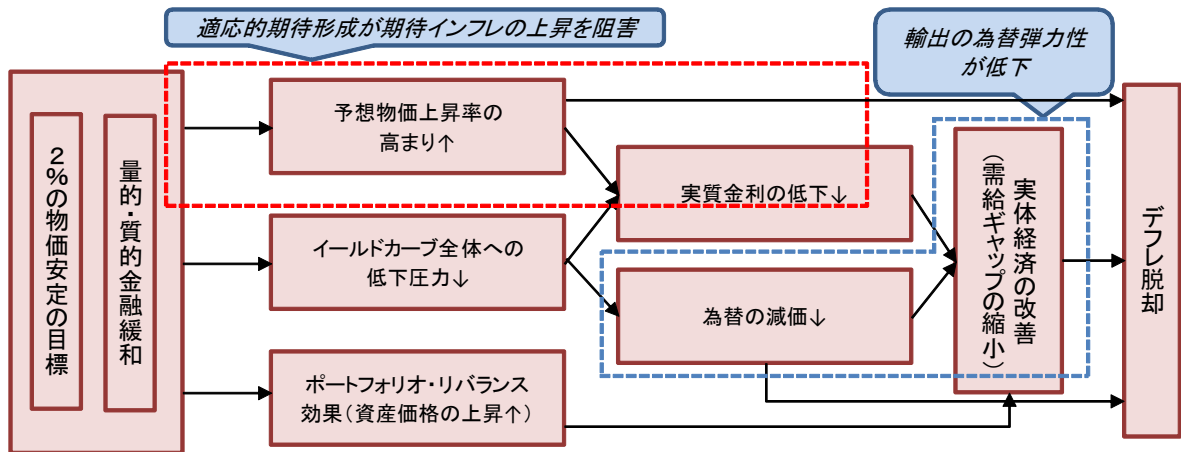 適応的期待形成が期待インフレの上昇を阻害
輸出の為替弾力性
が低下
2%の物価安定の目標
量的・質的金融緩和
予想物価上昇率の
高まり↑
イールドカーブ全体への
低下圧力↓
ポートフォリオ・リバランス
効果(資産価格の上昇↑)
実質金利の低下↓
為替の減価↓
実体経済の改善
(需給ギャップの縮小)
デフレ脱却